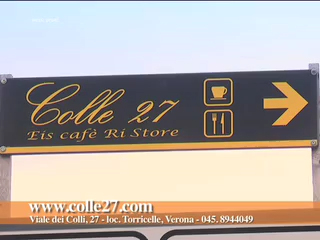 Colle 27
Eis cafè Ri Store
www.colle27.com
Viale dei Colli, 27 - loc. Torricelle, Verona - 045. 8944049